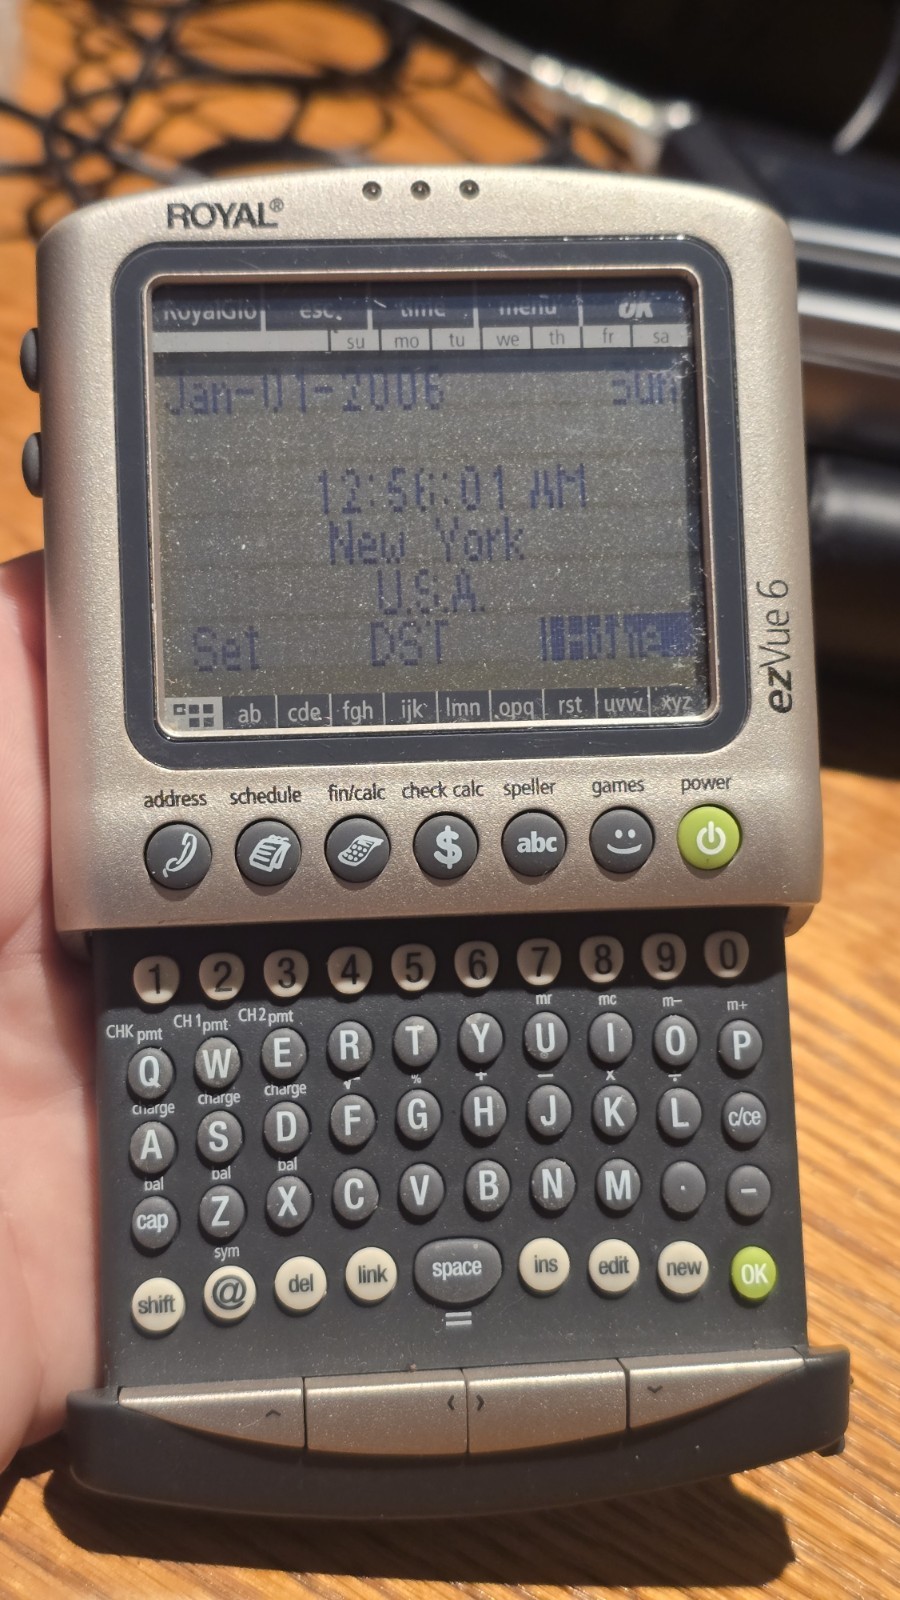 ROYAL®
RoyalGlo esc. time menu OK
su mo tu we th fr sa
Jan-01-2006 Sun
12:56:01 AM
New York
U.S.A.
Set DST
ezVue 6
ab cde fgh ijk lmn opq rst uvw xyz
address schedule fin/calc check calc speller games power
$ abc
1 2 3 4 5 6 7 8 9 0
CHK pmt CH1pmt CH2pmt mr mc m- m+
Q W E R T Y U I O P
charge charge charge √ % + − x ÷
A S D F G H J K L c/ce
bal bal bal
cap Z X C V B N M . -
sym
shift @ del link space ins edit new OK
=
^ < > ⌄